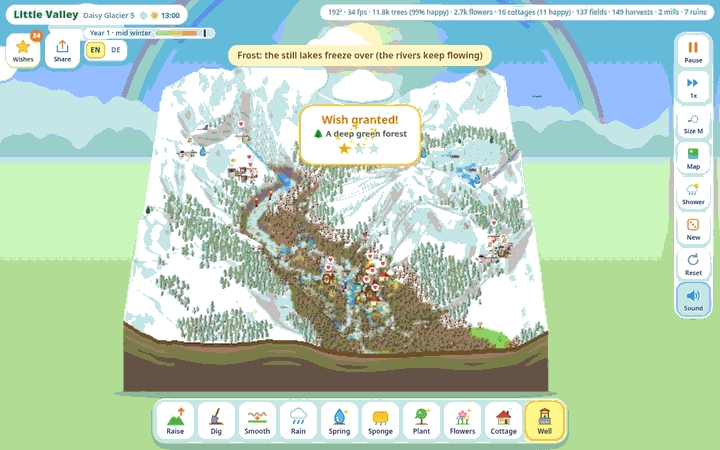 Little Valley Daisy Glacier 5 13:00
192² · 34 fps · 11.8k trees (99% happy) · 2.7k flowers · 16 cottages (11 happy) · 137 fields · 149 harvests · 2 mills · 7 ruins
Year 1 · mid winter
34
Wishes
Share
EN DE
Frost: the still lakes freeze over (the rivers keep flowing)
Wish granted!
A deep green forest
Pause
1x
Size M
Map
Shower
New
Reset
Sound
Raise Dig Smooth Rain Spring Sponge Plant Flowers Cottage Well